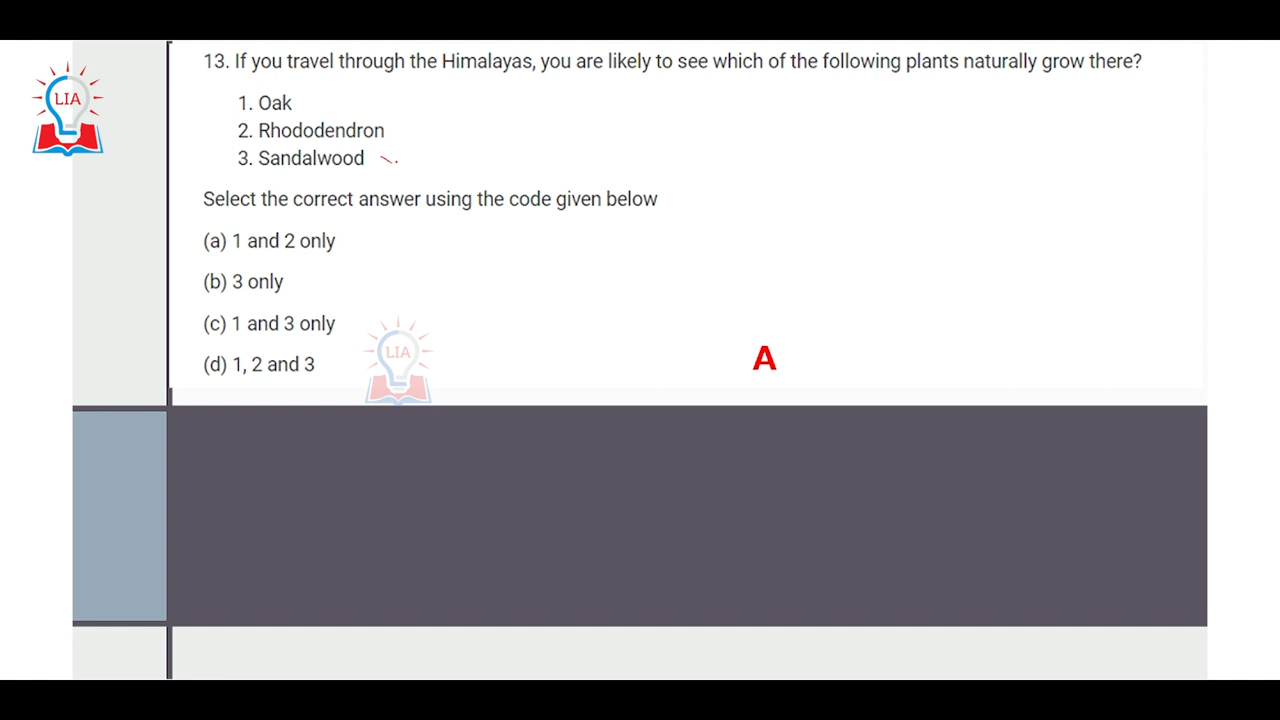 LIA
13. If you travel through the Himalayas, you are likely to see which of the following plants naturally grow there?
1. Oak
2. Rhododendron
3. Sandalwood
Select the correct answer using the code given below
(a) 1 and 2 only
(b) 3 only
(c) 1 and 3 only
(d) 1, 2 and 3
LIA
A